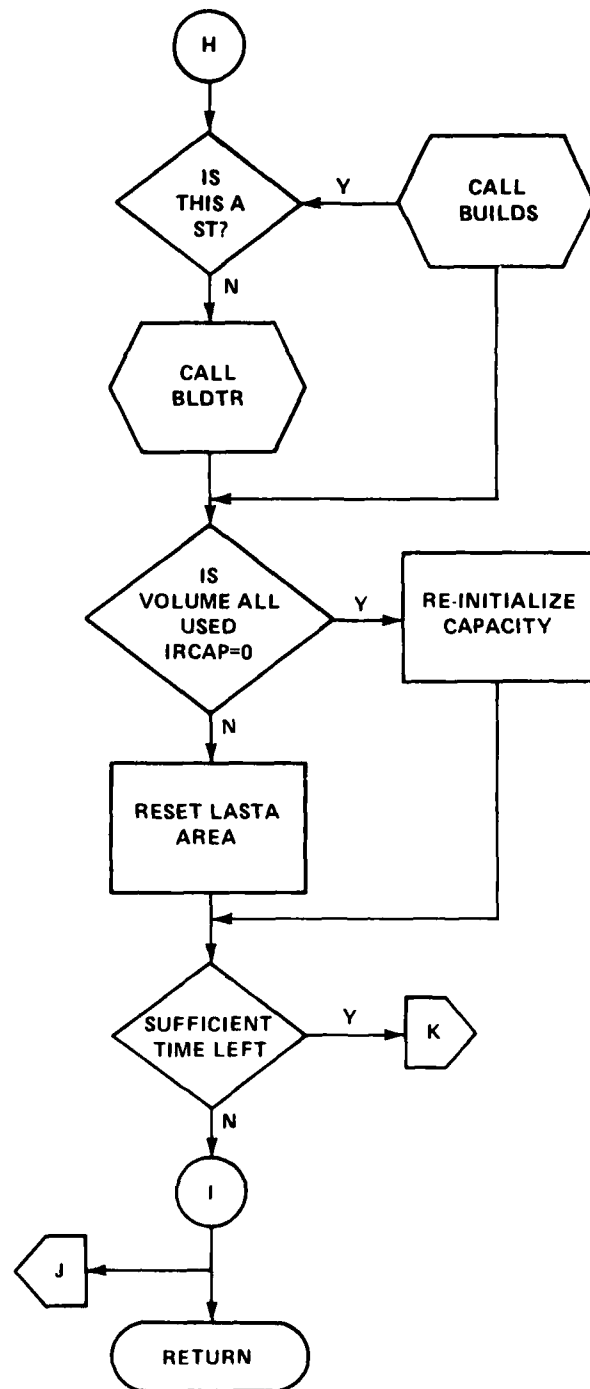 H
IS
THIS A
ST?
Y
CALL
BUILDS
N
CALL
BLDTR
IS
VOLUME ALL
USED
IRCAP=0
Y
RE-INITIALIZE
CAPACITY
N
RESET LASTA
AREA
SUFFICIENT
TIME LEFT
Y
K
N
I
J
RETURN